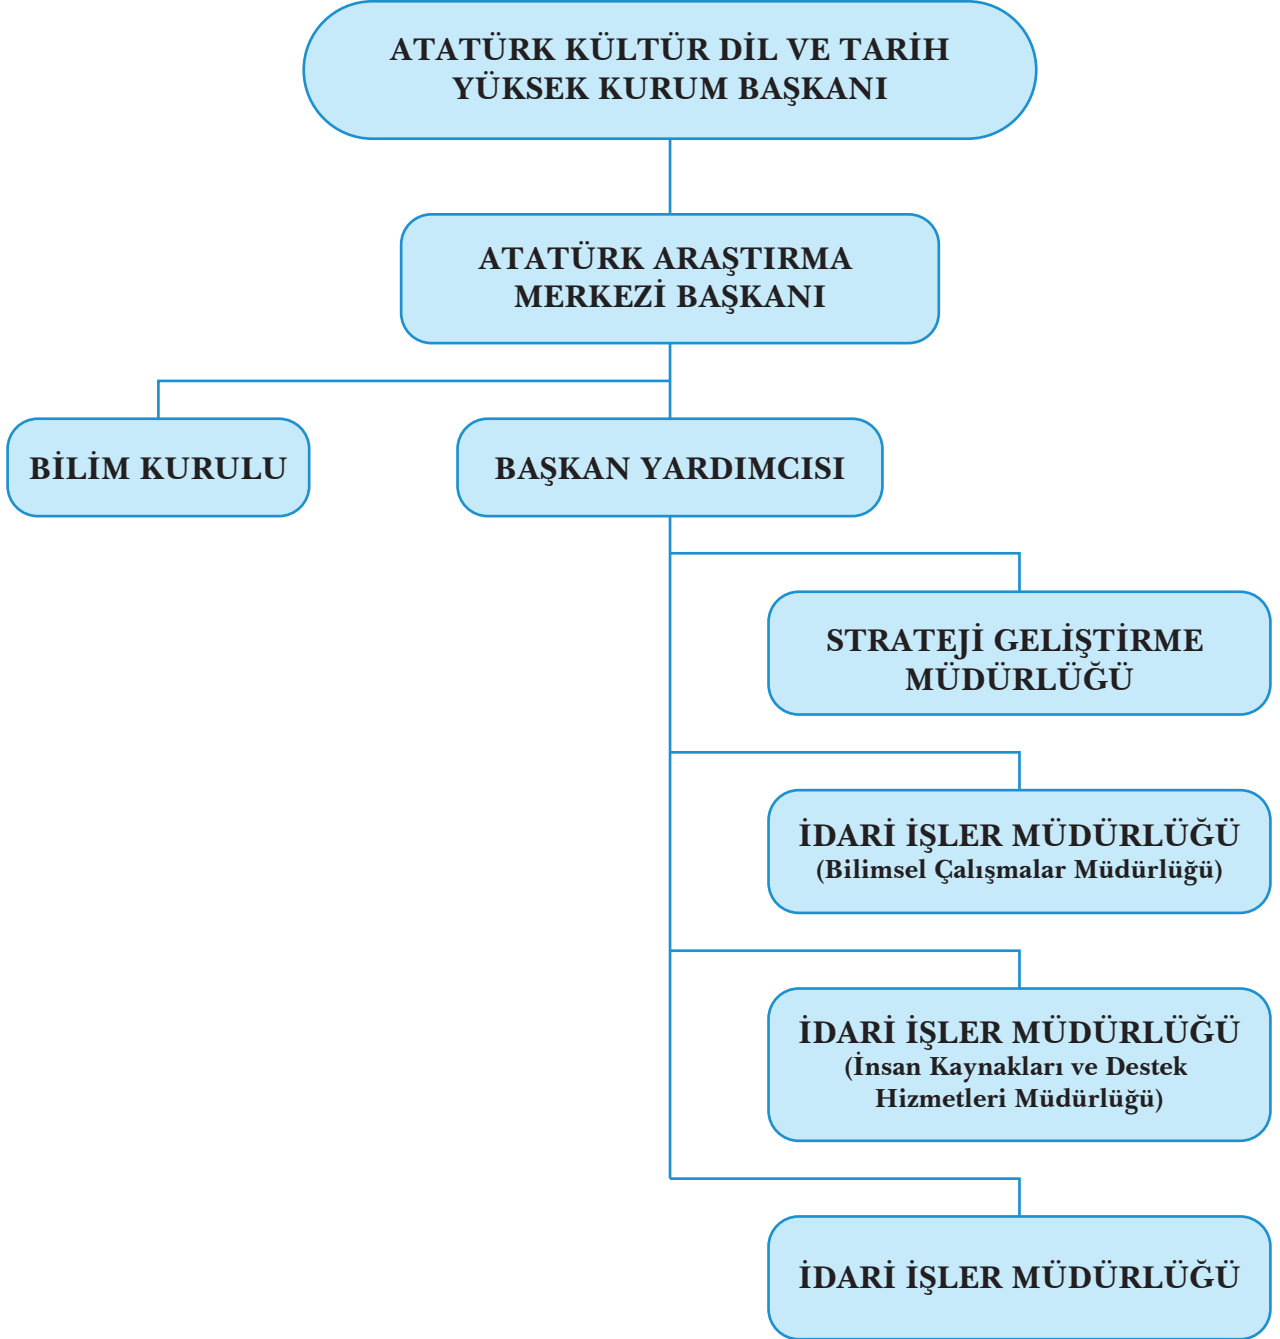 ATATÜRK KÜLTÜR DİL VE TARİH
YÜKSEK KURUM BAŞKANI
ATATÜRK ARAŞTIRMA
MERKEZİ BAŞKANI
BİLİM KURULU
BAŞKAN YARDIMCISI
STRATEJİ GELİŞTİRME
MÜDÜRLÜĞÜ
İDARİ İŞLER MÜDÜRLÜĞÜ
(Bilimsel Çalışmalar Müdürlüğü)
İDARİ İŞLER MÜDÜRLÜĞÜ
(İnsan Kaynakları ve Destek
Hizmetleri Müdürlüğü)
İDARİ İŞLER MÜDÜRLÜĞÜ